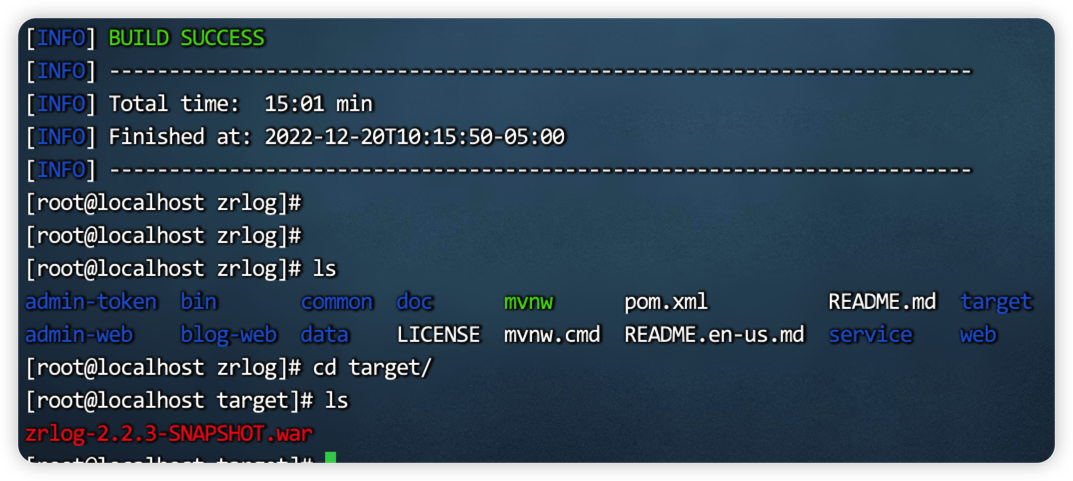 [INFO] BUILD SUCCESS
[INFO] ------------------------------------------------------------------------
[INFO] Total time:  15:01 min
[INFO] Finished at: 2022-12-20T10:15:50-05:00
[INFO] ------------------------------------------------------------------------
[root@localhost zrlog]#
[root@localhost zrlog]#
[root@localhost zrlog]# ls
admin-token  bin       common  doc      mvnw      pom.xml          README.md  target
admin-web    blog-web  data    LICENSE  mvnw.cmd  README.en-us.md  service    web
[root@localhost zrlog]# cd target/
[root@localhost target]# ls
zrlog-2.2.3-SNAPSHOT.war
[root@localhost target]#